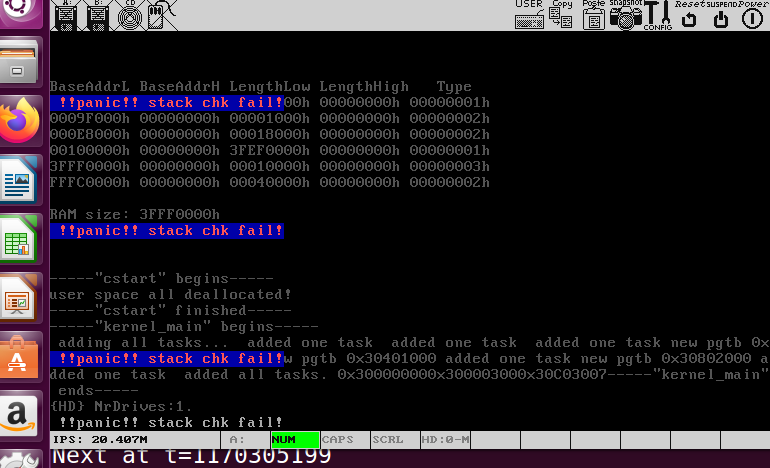 A: B: CD USER Copy Paste Snapshot CONFIG Reset SUSPEND Power
BaseAddrL BaseAddrH LengthLow LengthHigh Type
!!panic!! stack chk fail!00h 00000000h 00000001h
0009F000h 00000000h 00001000h 00000000h 00000002h
000E8000h 00000000h 00018000h 00000000h 00000002h
00100000h 00000000h 3FEF0000h 00000000h 00000001h
3FFF0000h 00000000h 00010000h 00000000h 00000003h
FFFC0000h 00000000h 00040000h 00000000h 00000002h
RAM size: 3FFF0000h
!!panic!! stack chk fail!
-----"cstart" begins-----
user space all deallocated!
-----"cstart" finished-----
-----"kernel_main" begins-----
adding all tasks... added one task added one task added one task new pgtb 0x
!!panic!! stack chk fail!w pgtb 0x30401000 added one task new pgtb 0x30802000 a
dded one task added all tasks. 0x300000000x300003000x30C03007-----"kernel_main"
ends-----
{HD} NrDrives:1.
!!panic!! stack chk fail!
IPS: 20.407M A: NUM CAPS SCRL HD:0-M
Next at t=1170305199